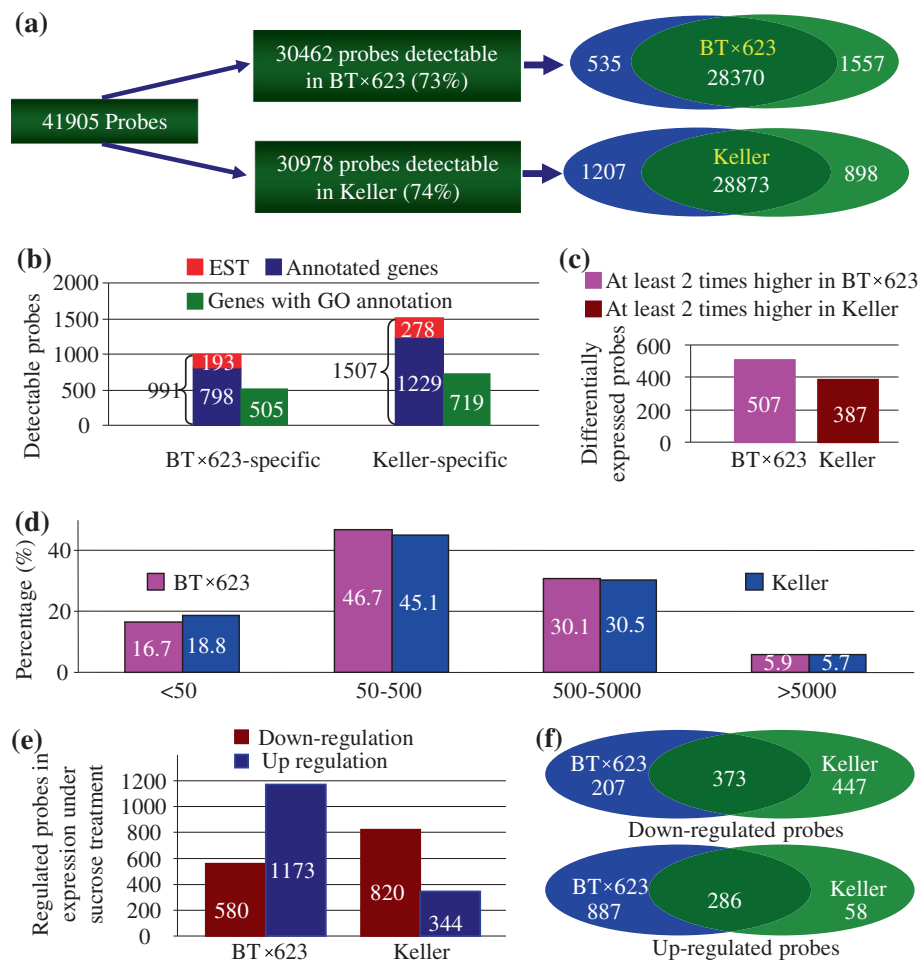 (a)
41905 Probes
30462 probes detectable
in BT×623 (73%)
30978 probes detectable
in Keller (74%)
535
BT×623
28370
1557
1207
Keller
28873
898
(b)
EST
Annotated genes
Genes with GO annotation
Detectable probes
2000
1500
1000
500
0
991
193
798
505
1507
278
1229
719
BT×623-specific
Keller-specific
(c)
At least 2 times higher in BT×623
At least 2 times higher in Keller
Differentially
expressed probes
600
400
200
0
507
387
BT×623
Keller
(d)
Percentage (%)
40
20
0
BT×623
Keller
16.7
18.8
46.7
45.1
30.1
30.5
5.9
5.7
<50
50-500
500-5000
>5000
(e)
Down-regulation
Up regulation
Regulated probes in
expression under
sucrose treatment
1200
1000
800
600
400
200
0
580
1173
820
344
BT×623
Keller
(f)
BT×623
207
373
Keller
447
Down-regulated probes
BT×623
887
286
Keller
58
Up-regulated probes